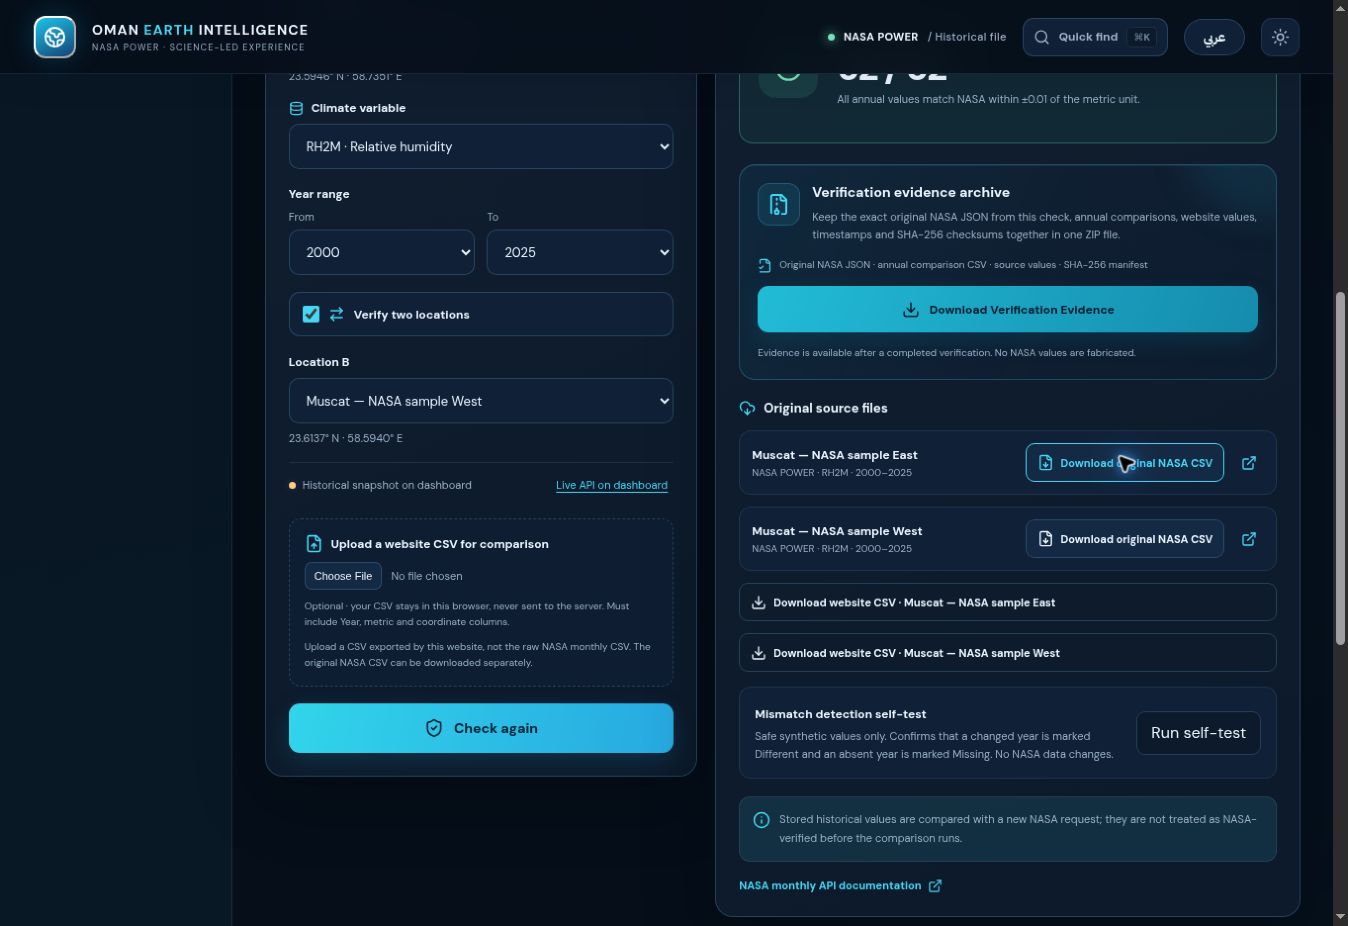 OMAN EARTH INTELLIGENCE
NASA POWER · SCIENCE-LED EXPERIENCE
NASA POWER / Historical file
Quick find ⌘K
عربي
23.5946° N · 58.7351° E
Climate variable
RH2M · Relative humidity
Year range
From
To
2000
2025
Verify two locations
Location B
Muscat — NASA sample West
23.6137° N · 58.5940° E
Historical snapshot on dashboard
Live API on dashboard
Upload a website CSV for comparison
Choose File No file chosen
Optional · your CSV stays in this browser, never sent to the server. Must
include Year, metric and coordinate columns.
Upload a CSV exported by this website, not the raw NASA monthly CSV. The
original NASA CSV can be downloaded separately.
Check again
All annual values match NASA within ±0.01 of the metric unit.
Verification evidence archive
Keep the exact original NASA JSON from this check, annual comparisons, website values,
timestamps and SHA-256 checksums together in one ZIP file.
Original NASA JSON · annual comparison CSV · source values · SHA-256 manifest
Download Verification Evidence
Evidence is available after a completed verification. No NASA values are fabricated.
Original source files
Muscat — NASA sample East
NASA POWER · RH2M · 2000–2025
Download original NASA CSV
Muscat — NASA sample West
NASA POWER · RH2M · 2000–2025
Download original NASA CSV
Download website CSV · Muscat — NASA sample East
Download website CSV · Muscat — NASA sample West
Mismatch detection self-test
Safe synthetic values only. Confirms that a changed year is marked
Different and an absent year is marked Missing. No NASA data changes.
Run self-test
Stored historical values are compared with a new NASA request; they are not treated as NASA-
verified before the comparison runs.
NASA monthly API documentation